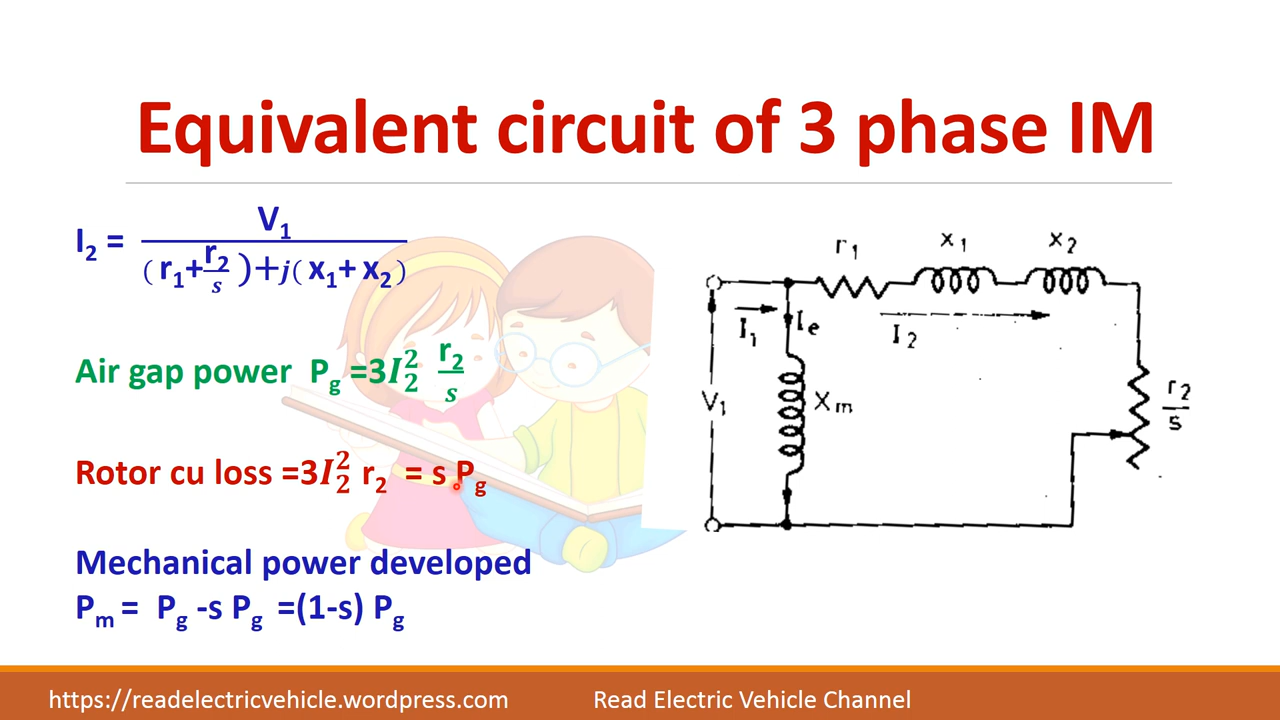 Equivalent circuit of 3 phase IM
I₂ = V₁ / ( r₁+ r₂/s )+j( x₁+ x₂)
Air gap power P_g =3I₂² r₂/s
Rotor cu loss =3I₂² r₂ = s P_g
Mechanical power developed
P_m = P_g -s P_g =(1-s) P_g
r₁ x₁ x₂
I₁ Iₑ I₂
V₁ X_m r₂/s
https://readelectricvehicle.wordpress.com Read Electric Vehicle Channel